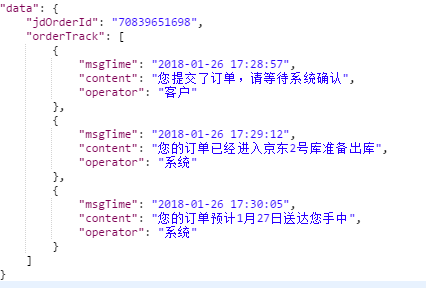 "data": {
"jdOrderId": "70839651698",
"orderTrack": [
{
"msgTime": "2018-01-26 17:28:57",
"content": "您提交了订单，请等待系统确认",
"operator": "客户"
},
{
"msgTime": "2018-01-26 17:29:12",
"content": "您的订单已经进入京东2号库准备出库",
"operator": "系统"
},
{
"msgTime": "2018-01-26 17:30:05",
"content": "您的订单预计1月27日送达您手中",
"operator": "系统"
}
]
}